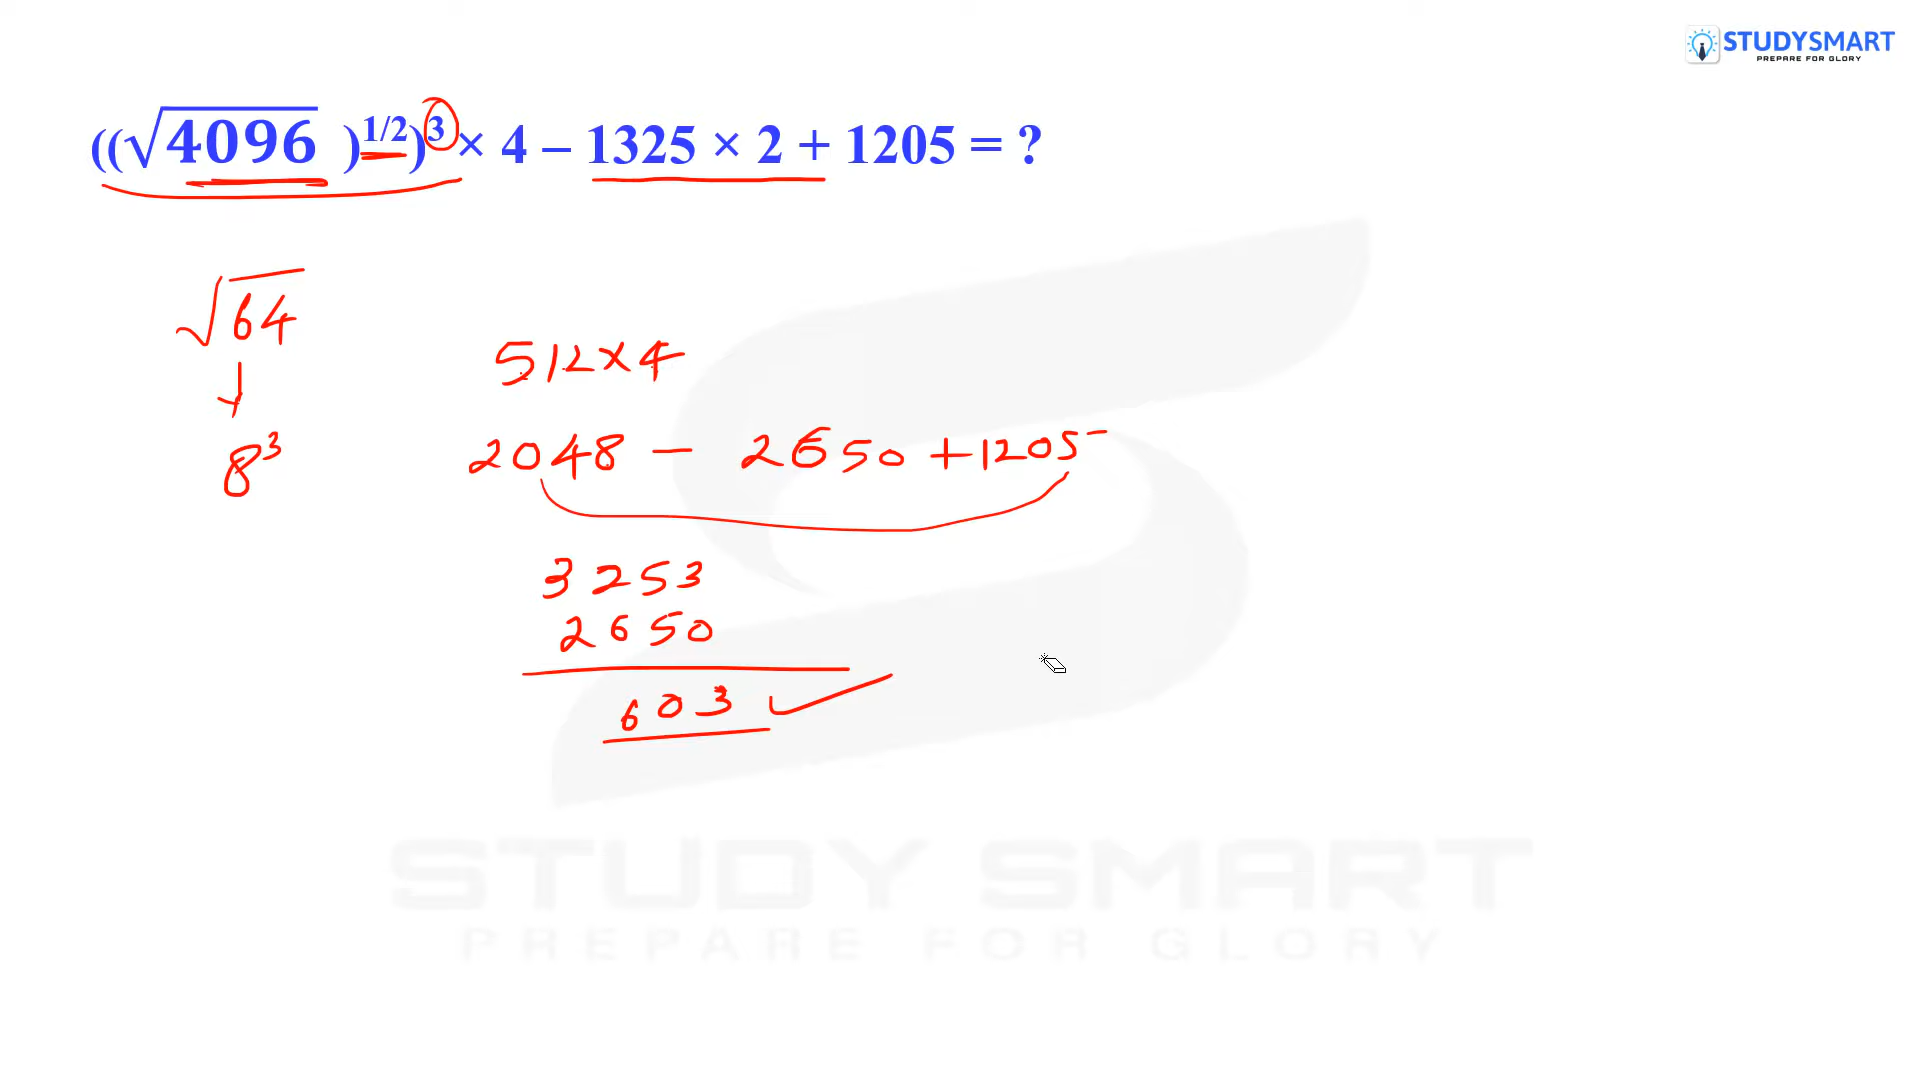 STUDYSMART
PREPARE FOR GLORY
((√4096 )^1/2)^3 × 4 – 1325 × 2 + 1205 = ?
√64
8^3
512×4
2048 – 2650 +1205
3253
2650
603
STUDY SMART
PREPARE FOR GLORY